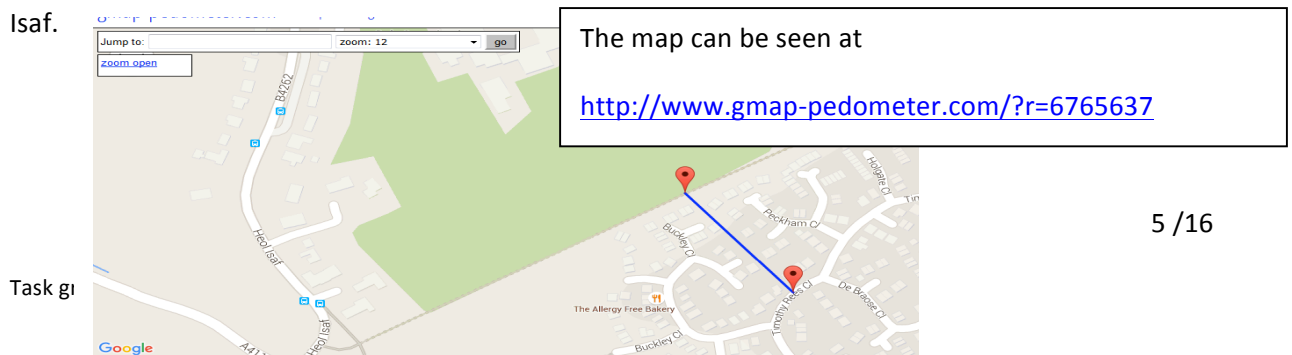 Isaf.
Jump to:
zoom: 12
go
zoom open
The map can be seen at
http://www.gmap-pedometer.com/?r=6765637
B4262
Holgate Cl
Peckham Cl
Buckley Cl
5 /16
Heol Isaf
Task
De Braose Cl
The Allergy Free Bakery
Timothy Rees Cl
Heol Isaf
Buckley Cl
Google